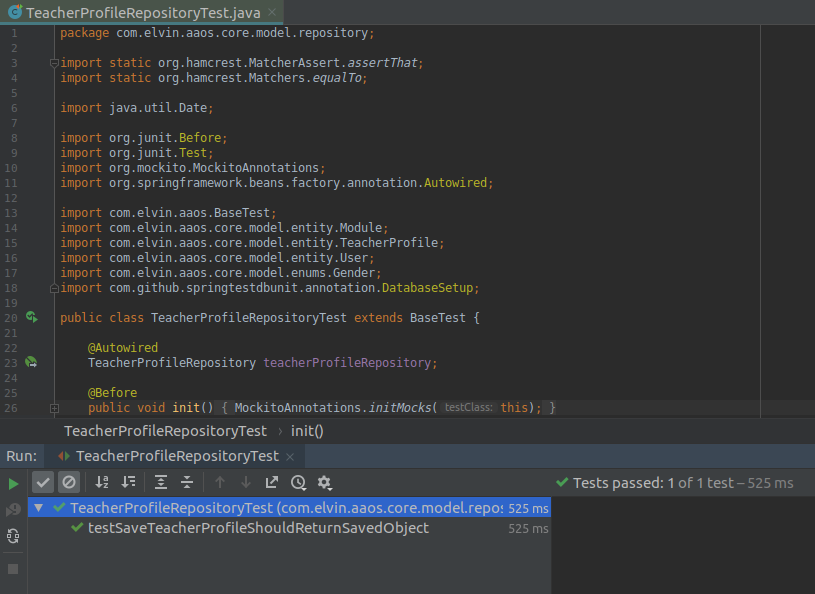 TeacherProfileRepositoryTest.java
1 package com.elvin.aaos.core.model.repository;
2
3 import static org.hamcrest.MatcherAssert.assertThat;
4 import static org.hamcrest.Matchers.equalTo;
5
6 import java.util.Date;
7
8 import org.junit.Before;
9 import org.junit.Test;
10 import org.mockito.MockitoAnnotations;
11 import org.springframework.beans.factory.annotation.Autowired;
12
13 import com.elvin.aaos.BaseTest;
14 import com.elvin.aaos.core.model.entity.Module;
15 import com.elvin.aaos.core.model.entity.TeacherProfile;
16 import com.elvin.aaos.core.model.entity.User;
17 import com.elvin.aaos.core.model.enums.Gender;
18 import com.github.springtestdbunit.annotation.DatabaseSetup;
19
20 public class TeacherProfileRepositoryTest extends BaseTest {
21
22 @Autowired
23 TeacherProfileRepository teacherProfileRepository;
24
25 @Before
26 public void init() { MockitoAnnotations.initMocks( testClass: this); }
TeacherProfileRepositoryTest › init()
Run: TeacherProfileRepositoryTest
Tests passed: 1 of 1 test – 525 ms
TeacherProfileRepositoryTest (com.elvin.aaos.core.model.repos 525 ms
testSaveTeacherProfileShouldReturnSavedObject 525 ms